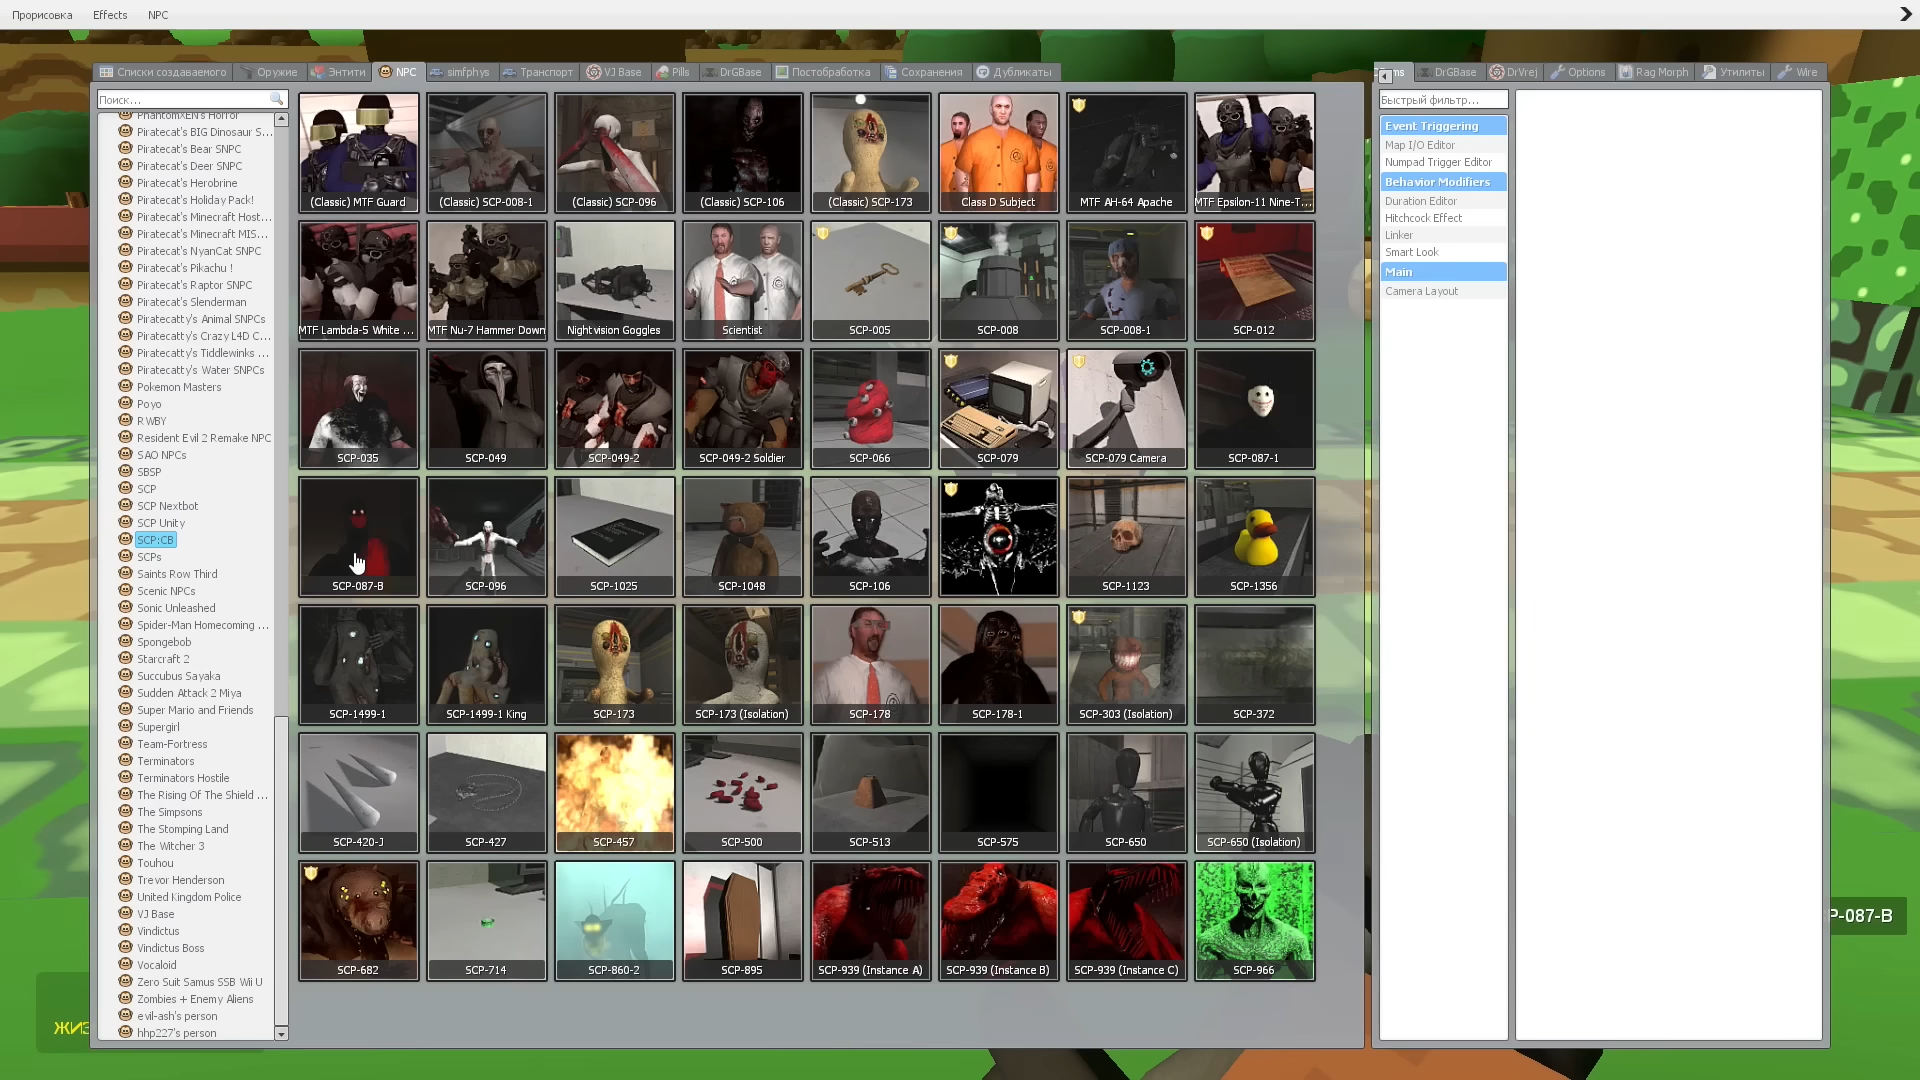 Прорисовка Effects NPC
Списки создаваемого Оружие Энтити NPC simfphys Транспорт VJ Base Pills DrGBase Постобработка Сохранения Дубликаты
DrGBase DrVrej Options Rag Morph Утилиты Wire
Поиск...
PhantomXEN's Horror
Piratecat's BIG Dinosaur S...
Piratecat's Bear SNPC
Piratecat's Deer SNPC
Piratecat's Herobrine
Piratecat's Holiday Pack!
Piratecat's Minecraft Host...
Piratecat's Minecraft MIS...
Piratecat's NyanCat SNPC
Piratecat's Pikachu !
Piratecat's Raptor SNPC
Piratecat's Slenderman
Piratecatty's Animal SNPCs
Piratecatty's Crazy L4D C...
Piratecatty's Tiddlewinks ...
Piratecatty's Water SNPCs
Pokemon Masters
Poyo
RWBY
Resident Evil 2 Remake NPC
SAO NPCs
SBSP
SCP
SCP Nextbot
SCP Unity
SCP:CB
SCPs
Saints Row Third
Scenic NPCs
Sonic Unleashed
Spider-Man Homecoming ...
Spongebob
Starcraft 2
Succubus Sayaka
Sudden Attack 2 Miya
Super Mario and Friends
Supergirl
Team-Fortress
Terminators
Terminators Hostile
The Rising Of The Shield ...
The Simpsons
The Stomping Land
The Witcher 3
Touhou
Trevor Henderson
United Kingdom Police
VJ Base
Vindictus
Vindictus Boss
Vocaloid
Zero Suit Samus SSB Wii U
Zombies + Enemy Aliens
evil-ash's person
hhp227's person
(Classic) MTF Guard (Classic) SCP-008-1 (Classic) SCP-096 (Classic) SCP-106 (Classic) SCP-173 Class D Subject MTF AH-64 Apache MTF Epsilon-11 Nine-T...
MTF Lambda-5 White ... MTF Nu-7 Hammer Down Nightvision Goggles Scientist SCP-005 SCP-008 SCP-008-1 SCP-012
SCP-035 SCP-049 SCP-049-2 SCP-049-2 Soldier SCP-066 SCP-079 SCP-079 Camera SCP-087-1
SCP-087-B SCP-096 SCP-1025 SCP-1048 SCP-106 SCP-1123 SCP-1356
SCP-1499-1 SCP-1499-1 King SCP-173 SCP-173 (Isolation) SCP-178 SCP-178-1 SCP-303 (Isolation) SCP-372
SCP-420-J SCP-427 SCP-457 SCP-500 SCP-513 SCP-575 SCP-650 SCP-650 (Isolation)
SCP-682 SCP-714 SCP-860-2 SCP-895 SCP-939 (Instance A) SCP-939 (Instance B) SCP-939 (Instance C) SCP-966
Быстрый фильтр...
Event Triggering
Map I/O Editor
Numpad Trigger Editor
Behavior Modifiers
Duration Editor
Hitchcock Effect
Linker
Smart Look
Main
Camera Layout
P-087-B